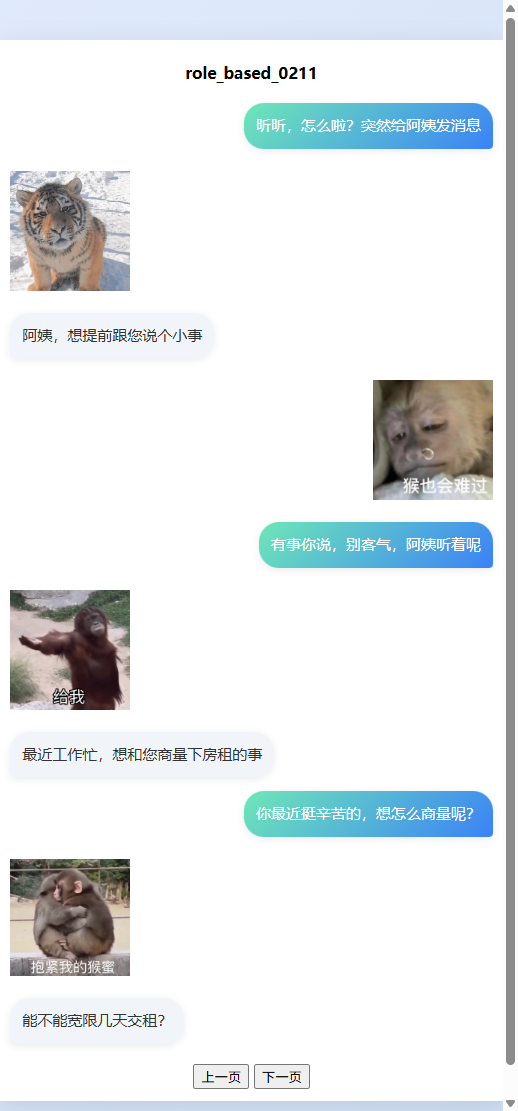 role_based_0211
昕昕，怎么啦？突然给阿姨发消息
阿姨，想提前跟您说个小事
猴也会难过
有事你说，别客气，阿姨听着呢
给我
最近工作忙，想和您商量下房租的事
你最近挺辛苦的，想怎么商量呢？
抱紧我的猴蜜
能不能宽限几天交租？
上一页 下一页